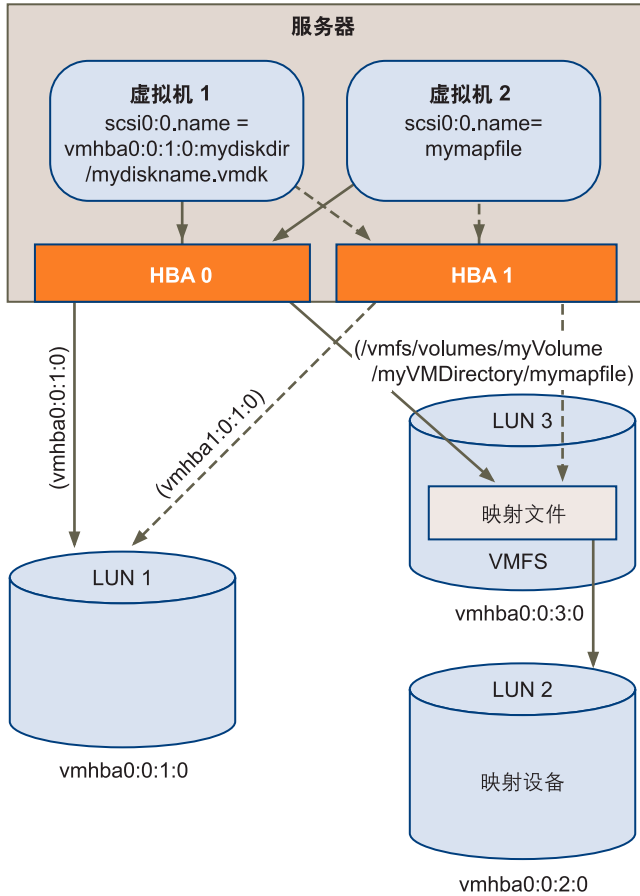 服务器
虚拟机 1
scsi0:0.name =
vmhba0:0:1:0:mydiskdir
/mydiskname.vmdk
虚拟机 2
scsi0:0.name=
mymapfile
HBA 0
HBA 1
(vmhba0:0:1:0)
(vmhba1:0:1:0)
(/vmfs/volumes/myVolume
/myVMDirectory/mymapfile)
LUN 3
映射文件
VMFS
vmhba0:0:3:0
LUN 1
vmhba0:0:1:0
LUN 2
映射设备
vmhba0:0:2:0